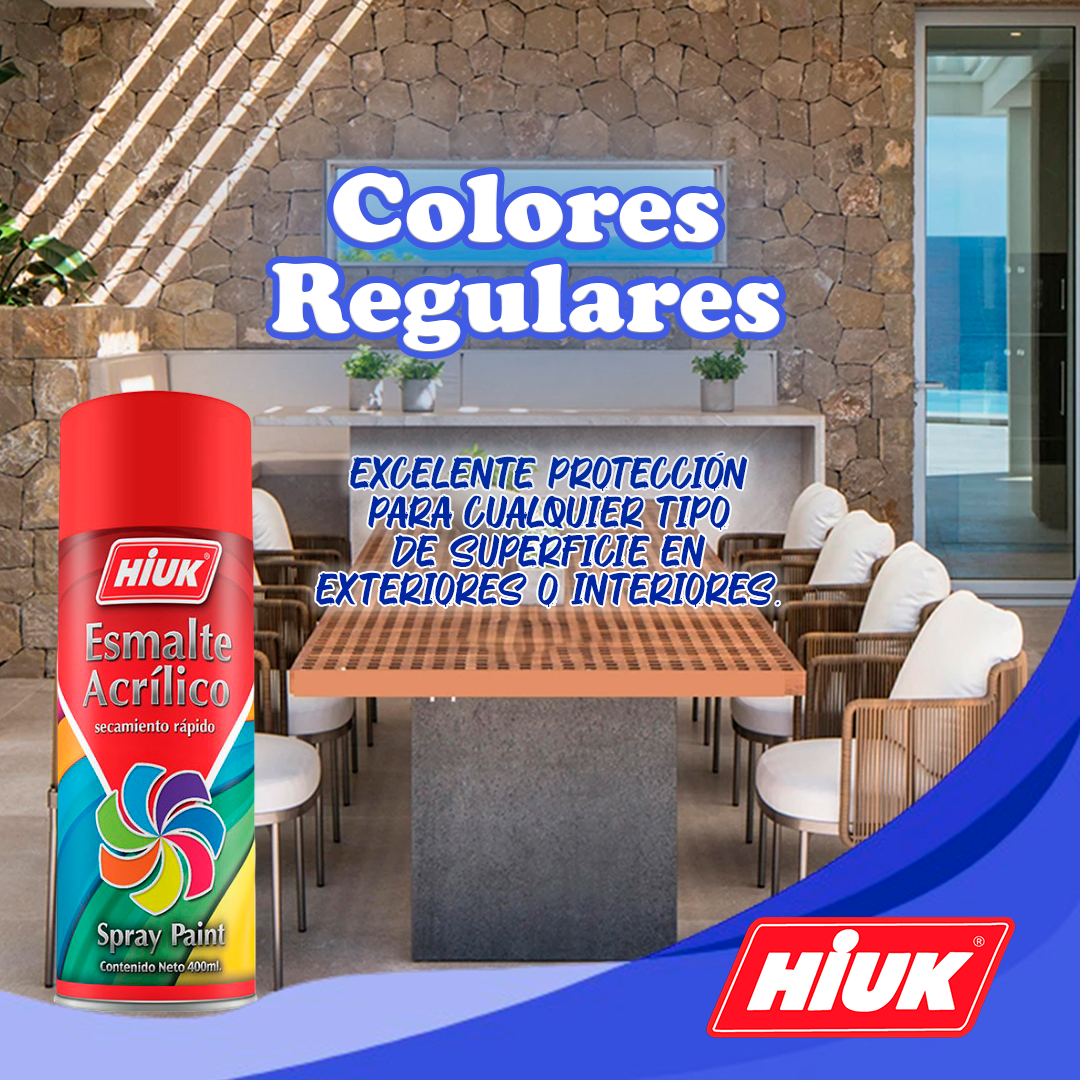 Colores
Regulares
EXCELENTE PROTECCIÓN
PARA CUALQUIER TIPO
DE SUPERFICIE EN
EXTERIORES O INTERIORES.
HiUK®
Esmalte
Acrílico
secamiento rápido
Spray Paint
Contenido Neto 400ml.
HiUK®